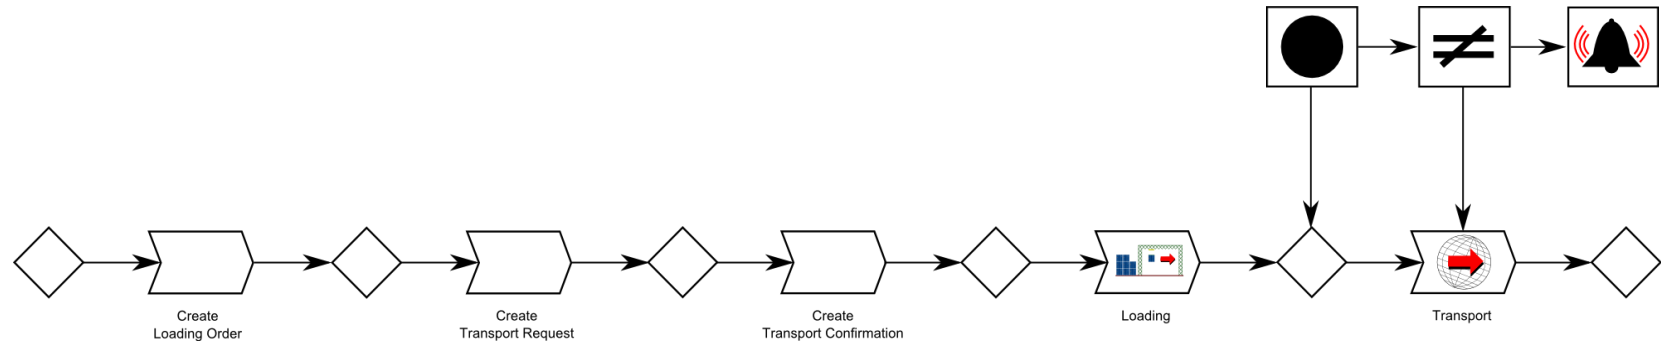 Create
Loading Order
Create
Transport Request
Create
Transport Confirmation
Loading
Transport